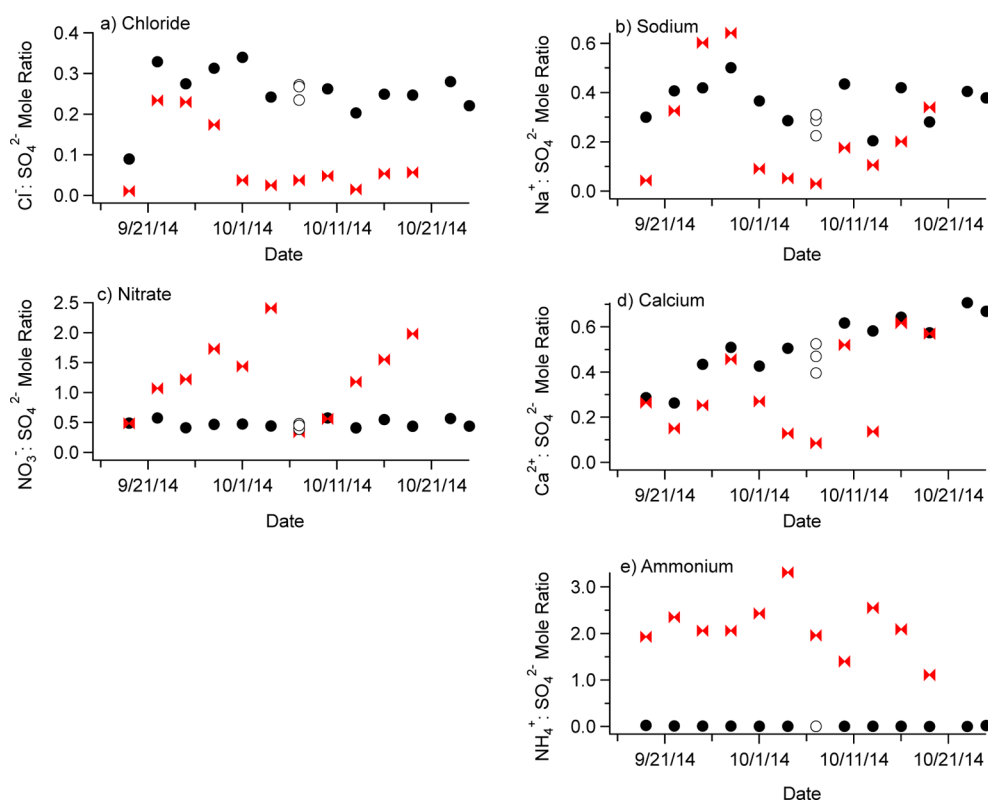 a) Chloride
0.4
0.3
0.2
0.1
0.0
Cl⁻: SO₄²⁻ Mole Ratio
9/21/14 10/1/14 10/11/14 10/21/14
Date
b) Sodium
0.6
0.4
0.2
0.0
Na⁺: SO₄²⁻ Mole Ratio
9/21/14 10/1/14 10/11/14 10/21/14
Date
c) Nitrate
2.5
2.0
1.5
1.0
0.5
0.0
NO₃⁻: SO₄²⁻ Mole Ratio
9/21/14 10/1/14 10/11/14 10/21/14
Date
d) Calcium
0.6
0.4
0.2
0.0
Ca²⁺: SO₄²⁻ Mole Ratio
9/21/14 10/1/14 10/11/14 10/21/14
Date
e) Ammonium
3.0
2.0
1.0
0.0
NH₄⁺: SO₄²⁻ Mole Ratio
9/21/14 10/1/14 10/11/14 10/21/14
Date